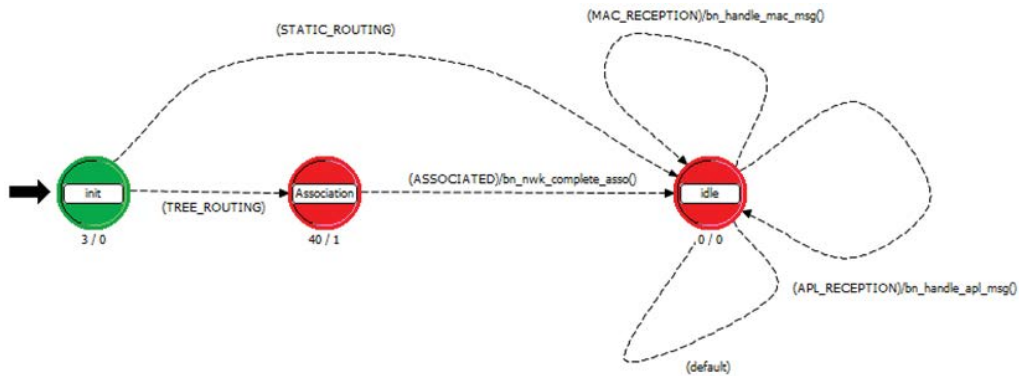 (MAC_RECEPTION)/bn_handle_mac_msg()
(STATIC_ROUTING)
init
Association
idle
(ASSOCIATED)/bn_nwk_complete_asso()
(TREE_ROUTING)
3 / 0
40 / 1
0 / 0
(APL_RECEPTION)/bn_handle_apl_msg()
(default)